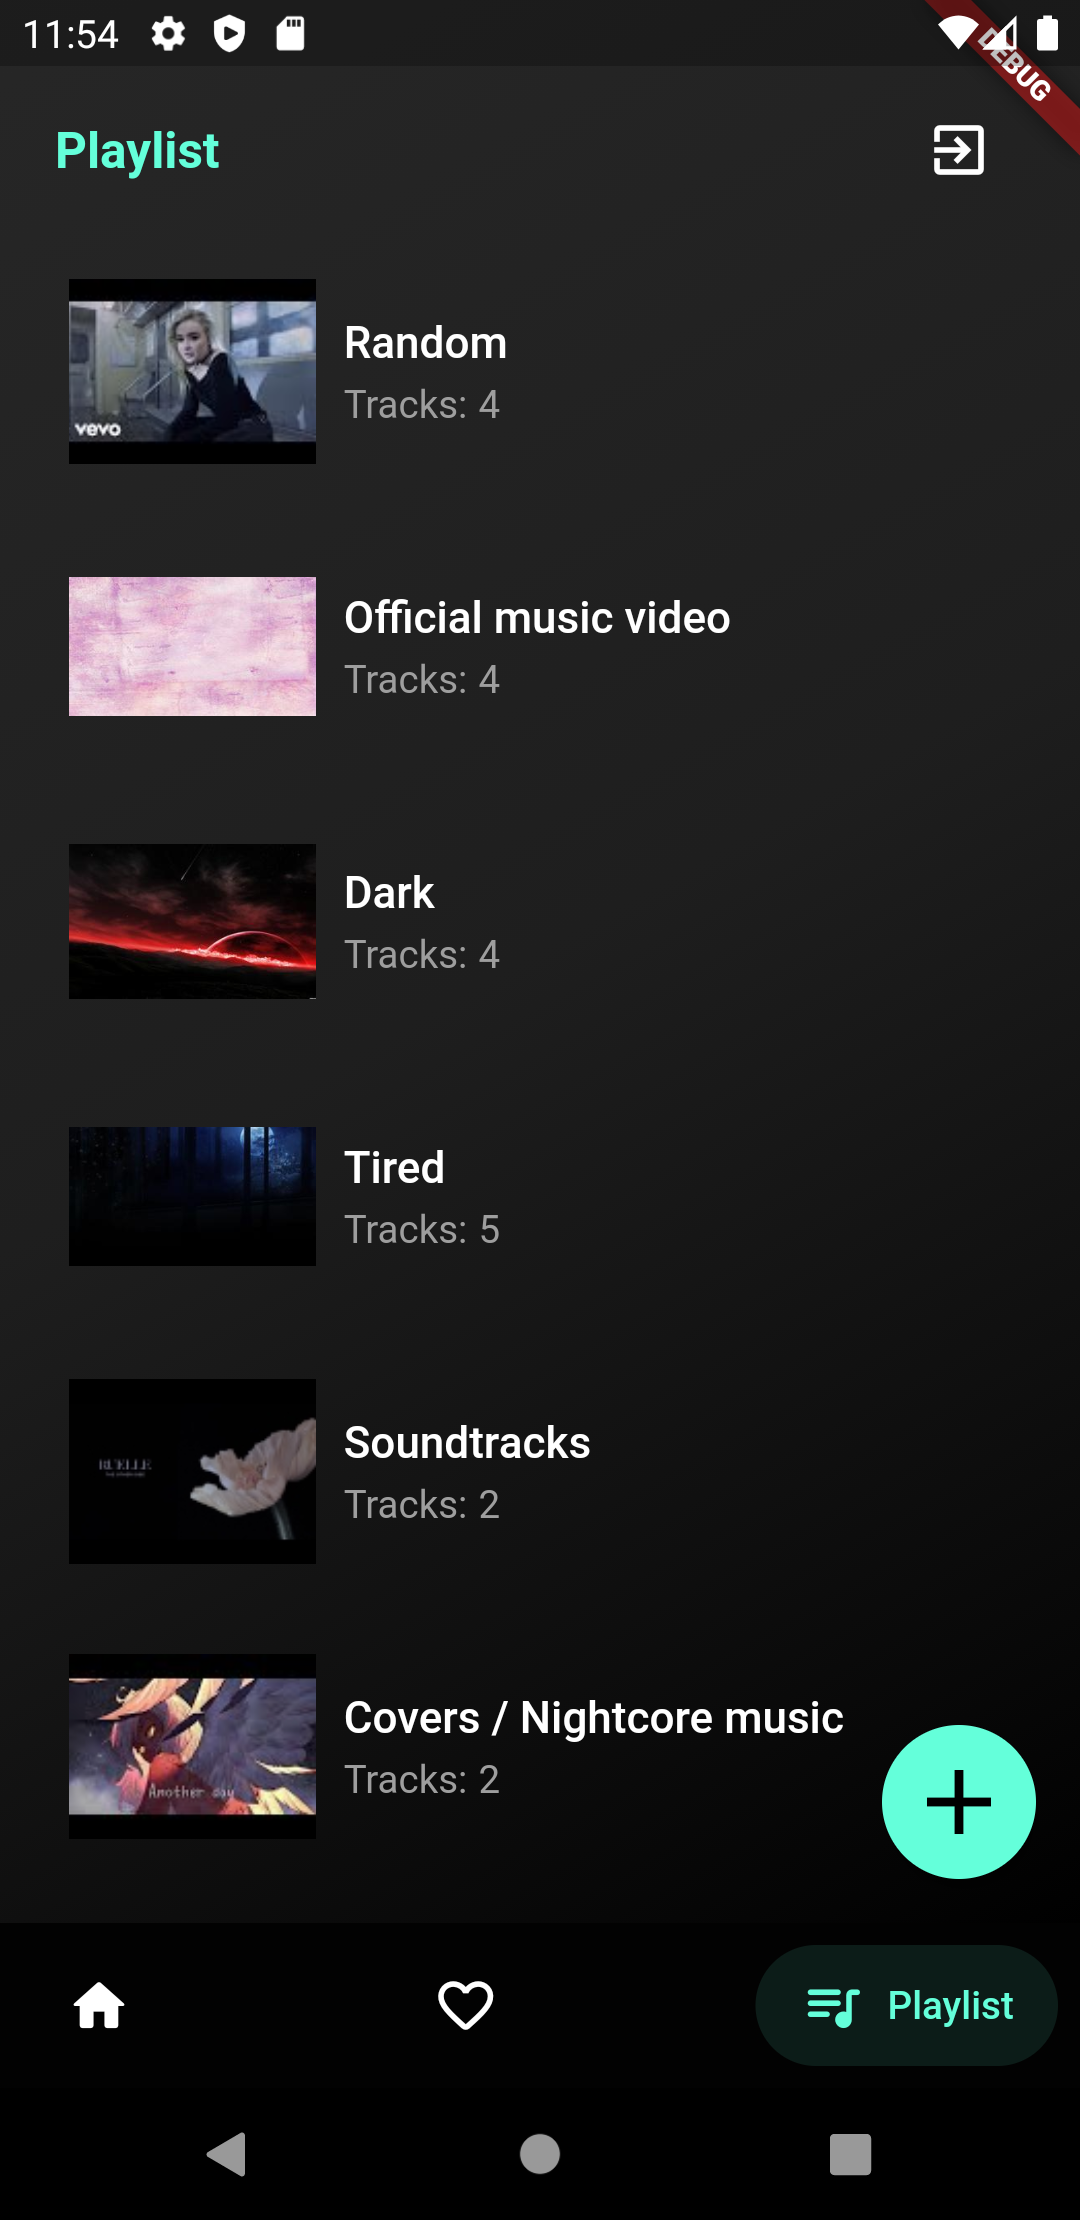 11:54
DEBUG
Playlist
vevo
Random
Tracks: 4
Official music video
Tracks: 4
Dark
Tracks: 4
Tired
Tracks: 5
RUELLE
Soundtracks
Tracks: 2
Another day
Covers / Nightcore music
Tracks: 2
Playlist